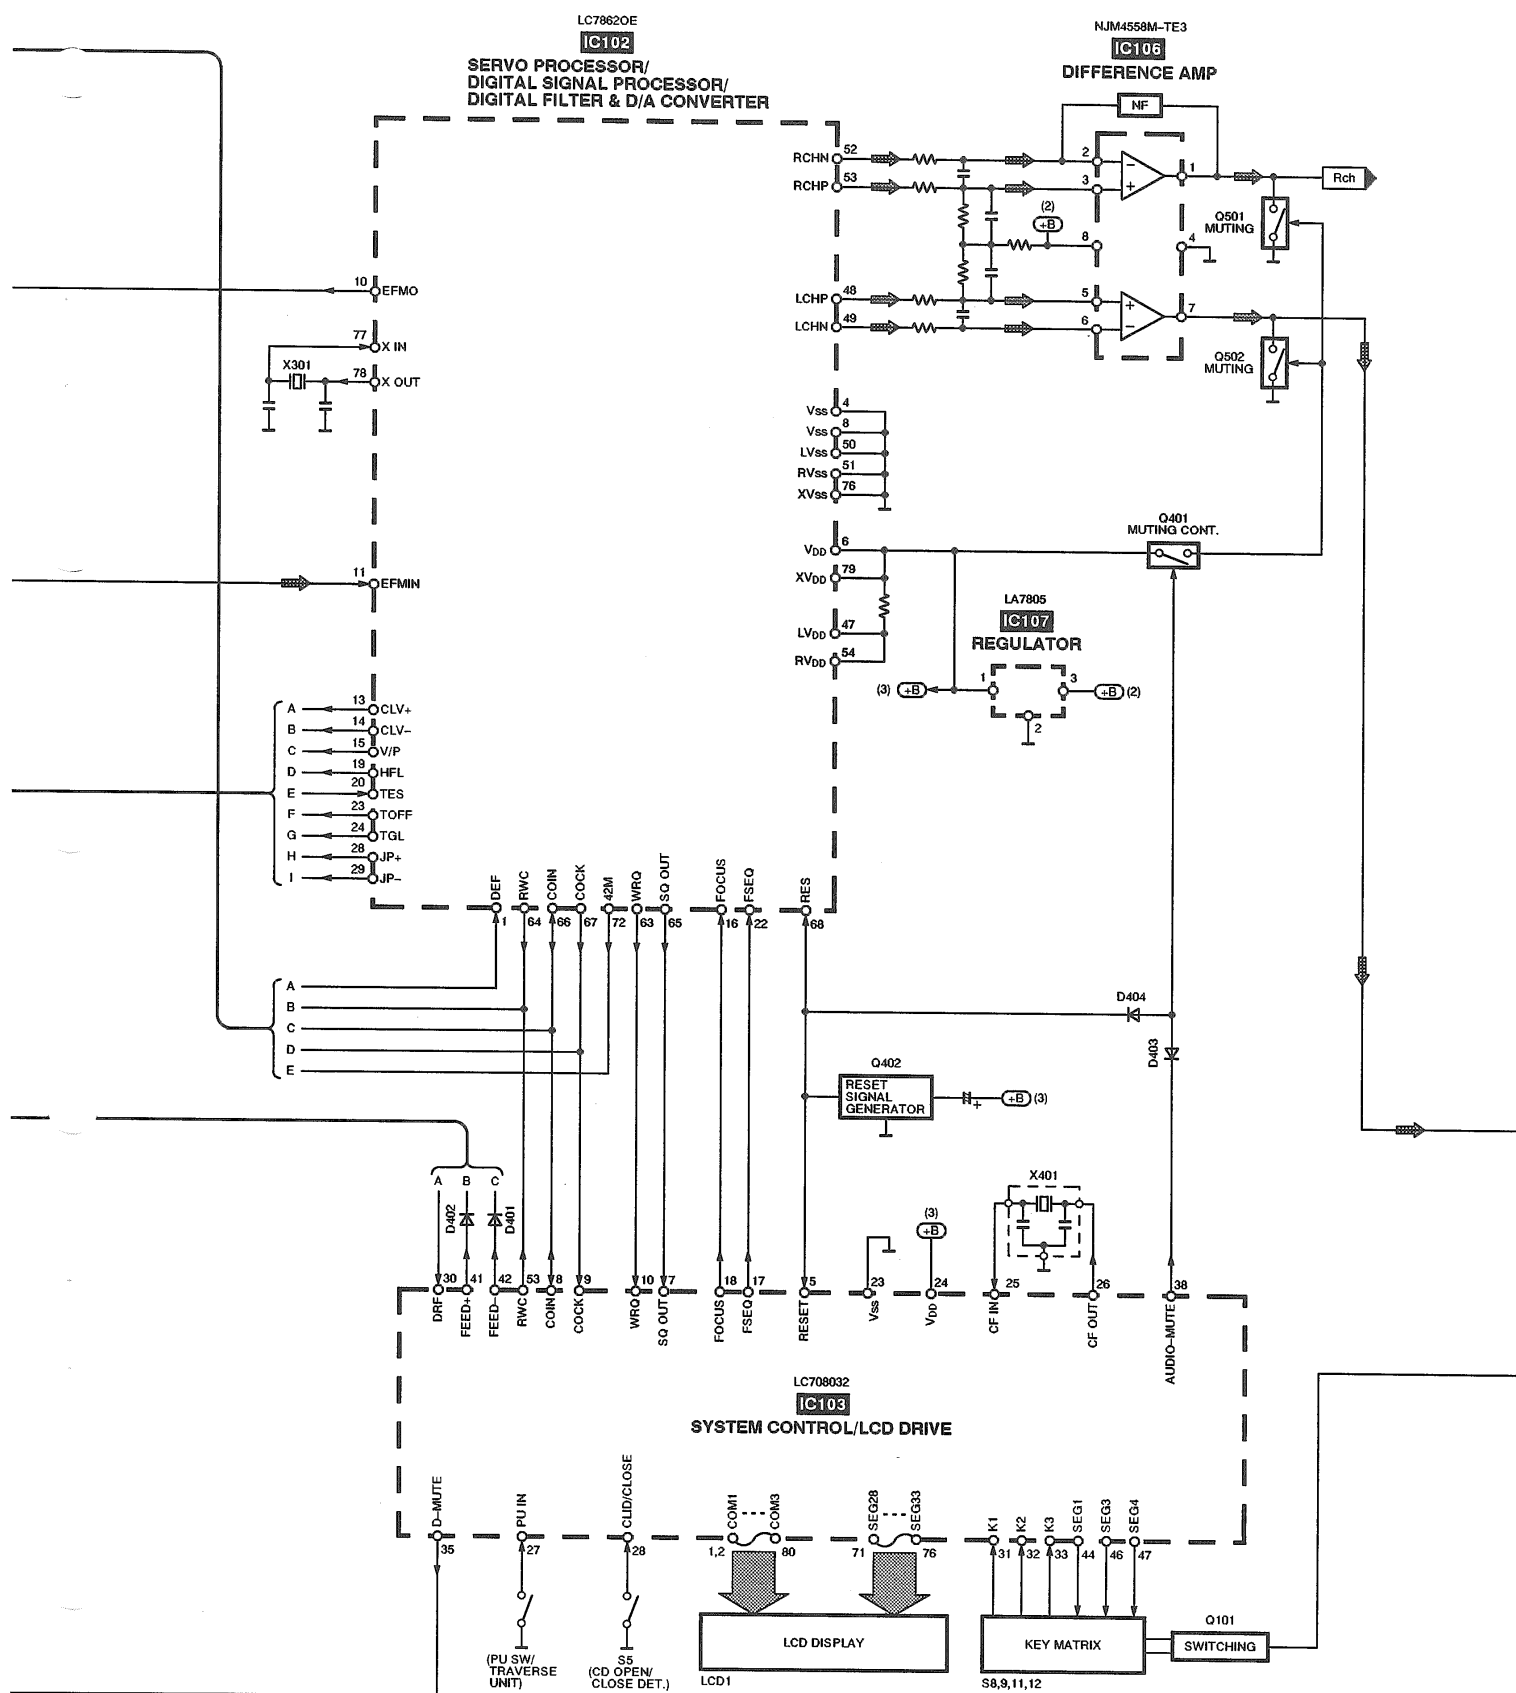 LC78620E
IC102
SERVO PROCESSOR/
DIGITAL SIGNAL PROCESSOR/
DIGITAL FILTER & D/A CONVERTER
NJM4558M-TE3
IC106
DIFFERENCE AMP
NF
RCHN 52
RCHP 53
2
3
1
Rch
Q501
MUTING
(2)
+B
8
4
10 EFMO
LCHP 48
LCHN 49
5
6
7
Q502
MUTING
77
X IN
X301
78 X OUT
Vss 4
Vss 8
LVss 50
RVss 51
XVss 76
Q401
MUTING CONT.
VDD 6
XVDD 79
LVDD 47
RVDD 54
11 EFMIN
LA7805
IC107
REGULATOR
(3) +B
1
3
+B (2)
2
A 13 CLV+
B 14 CLV-
C 15 V/P
D 19 HFL
E 20 TES
F 23 TOFF
G 24 TGL
H 28 JP+
I 29 JP-
DEF RWC COIN COCK 42M WRQ SQ OUT FOCUS FSEQ RES
1 64 66 67 72 63 65 16 22 68
A
B
C
D
E
D404
D403
Q402
RESET
SIGNAL
GENERATOR
+
+B (3)
A B C
D402 D401
X401
(3)
+B
30 41 42 53 8 9 10 7 18 17 5 23 24 25 26 38
DRF FEED+ FEED- RWC COIN COCK WRQ SQ OUT FOCUS FSEQ RESET Vss VDD CF IN CF OUT AUDIO-MUTE
LC708032
IC103
SYSTEM CONTROL/LCD DRIVE
D-MUTE PU IN CLID/CLOSE COM1 ---- COM3 SEG28 ---- SEG33 K1 K2 K3 SEG1 SEG3 SEG4
35 27 28 1,2 80 71 76 31 32 33 44 46 47
(PU SW/
TRAVERSE
UNIT)
S5
(CD OPEN/
CLOSE DET.)
LCD DISPLAY
LCD1
KEY MATRIX
S8,9,11,12
Q101
SWITCHING